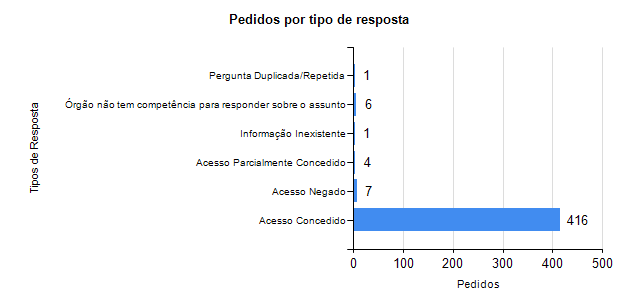 Pedidos por tipo de resposta
Tipos de Resposta
Pergunta Duplicada/Repetida 1
Órgão não tem competência para responder sobre o assunto 6
Informação Inexistente 1
Acesso Parcialmente Concedido 4
Acesso Negado 7
Acesso Concedido 416
0 100 200 300 400 500
Pedidos